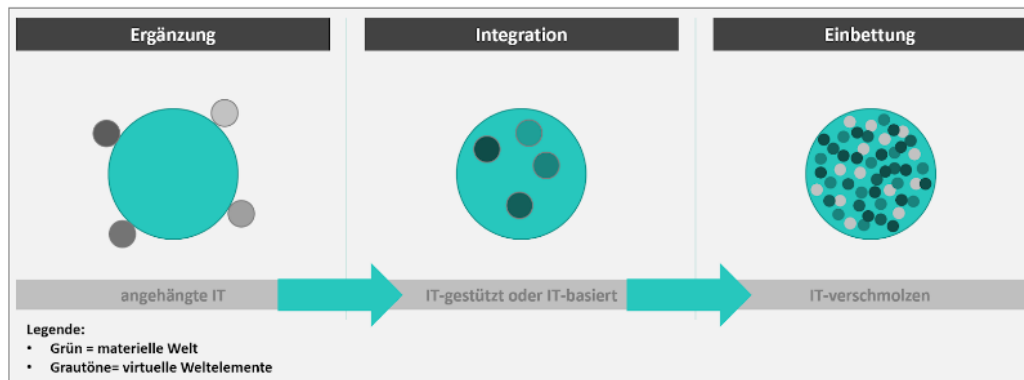 Ergänzung
Integration
Einbettung
angehängte IT
IT-gestützt oder IT-basiert
IT-verschmolzen
Legende:
• Grün = materielle Welt
• Grautöne= virtuelle Weltelemente